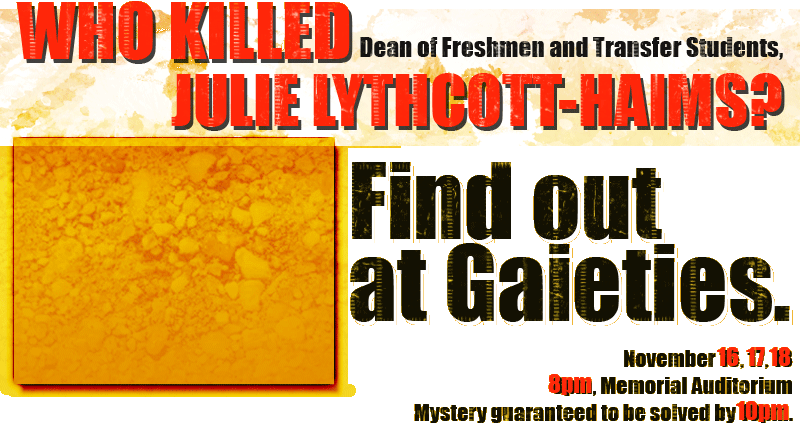 WHO KILLED Dean of Freshmen and Transfer Students,
JULIE LYTHCOTT-HAIMS?
Find out
at Gaieties.
November 16, 17, 18
8pm, Memorial Auditorium
Mystery guaranteed to be solved by 10pm.